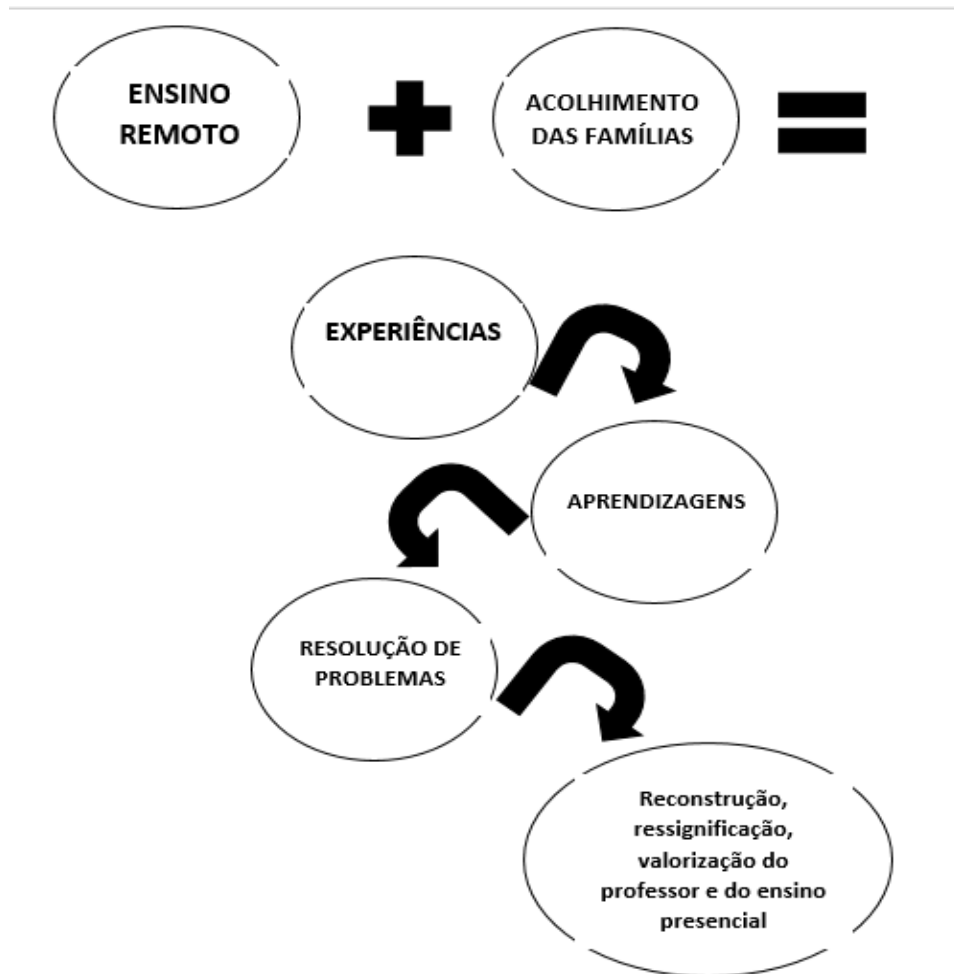 ENSINO
REMOTO
ACOLHIMENTO
DAS FAMÍLIAS
EXPERIÊNCIAS
APRENDIZAGENS
RESOLUÇÃO DE
PROBLEMAS
Reconstrução,
ressignificação,
valorização do
professor e do ensino
presencial